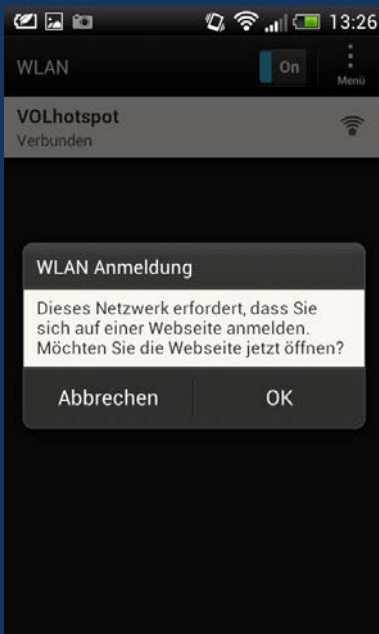 13:26
WLAN
On
Menü
VOLhotspot
Verbunden
WLAN Anmeldung
Dieses Netzwerk erfordert, dass Sie
sich auf einer Webseite anmelden.
Möchten Sie die Webseite jetzt öffnen?
Abbrechen OK